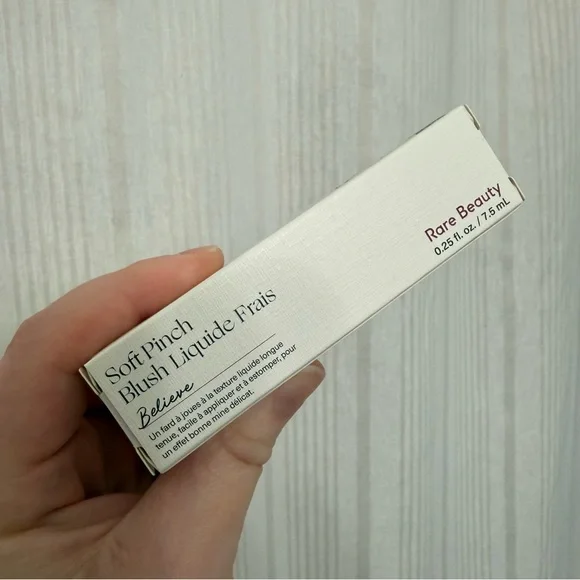 Soft Pinch
Blush Liquide Frais
Believe
Un fard à joues à la texture liquide longue
tenue, facile à appliquer et à estomper, pour
un effet bonne mine délicat.
Rare Beauty
0.25 fl. oz. / 7.5 mL